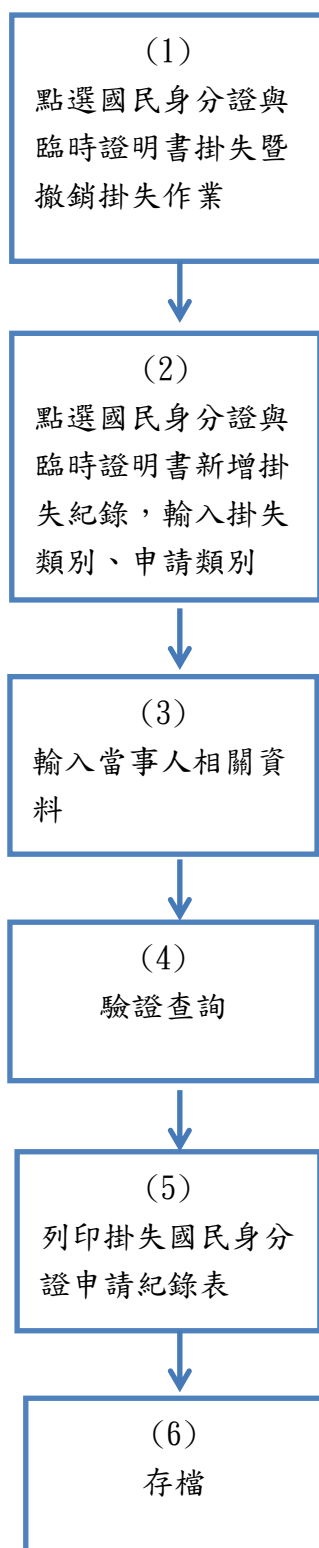 (1)
點選國民身分證與
臨時證明書掛失暨
撤銷掛失作業
(2)
點選國民身分證與
臨時證明書新增掛
失紀錄，輸入掛失
類別、申請類別
(3)
輸入當事人相關資
料
(4)
驗證查詢
(5)
列印掛失國民身分
證申請紀錄表
(6)
存檔